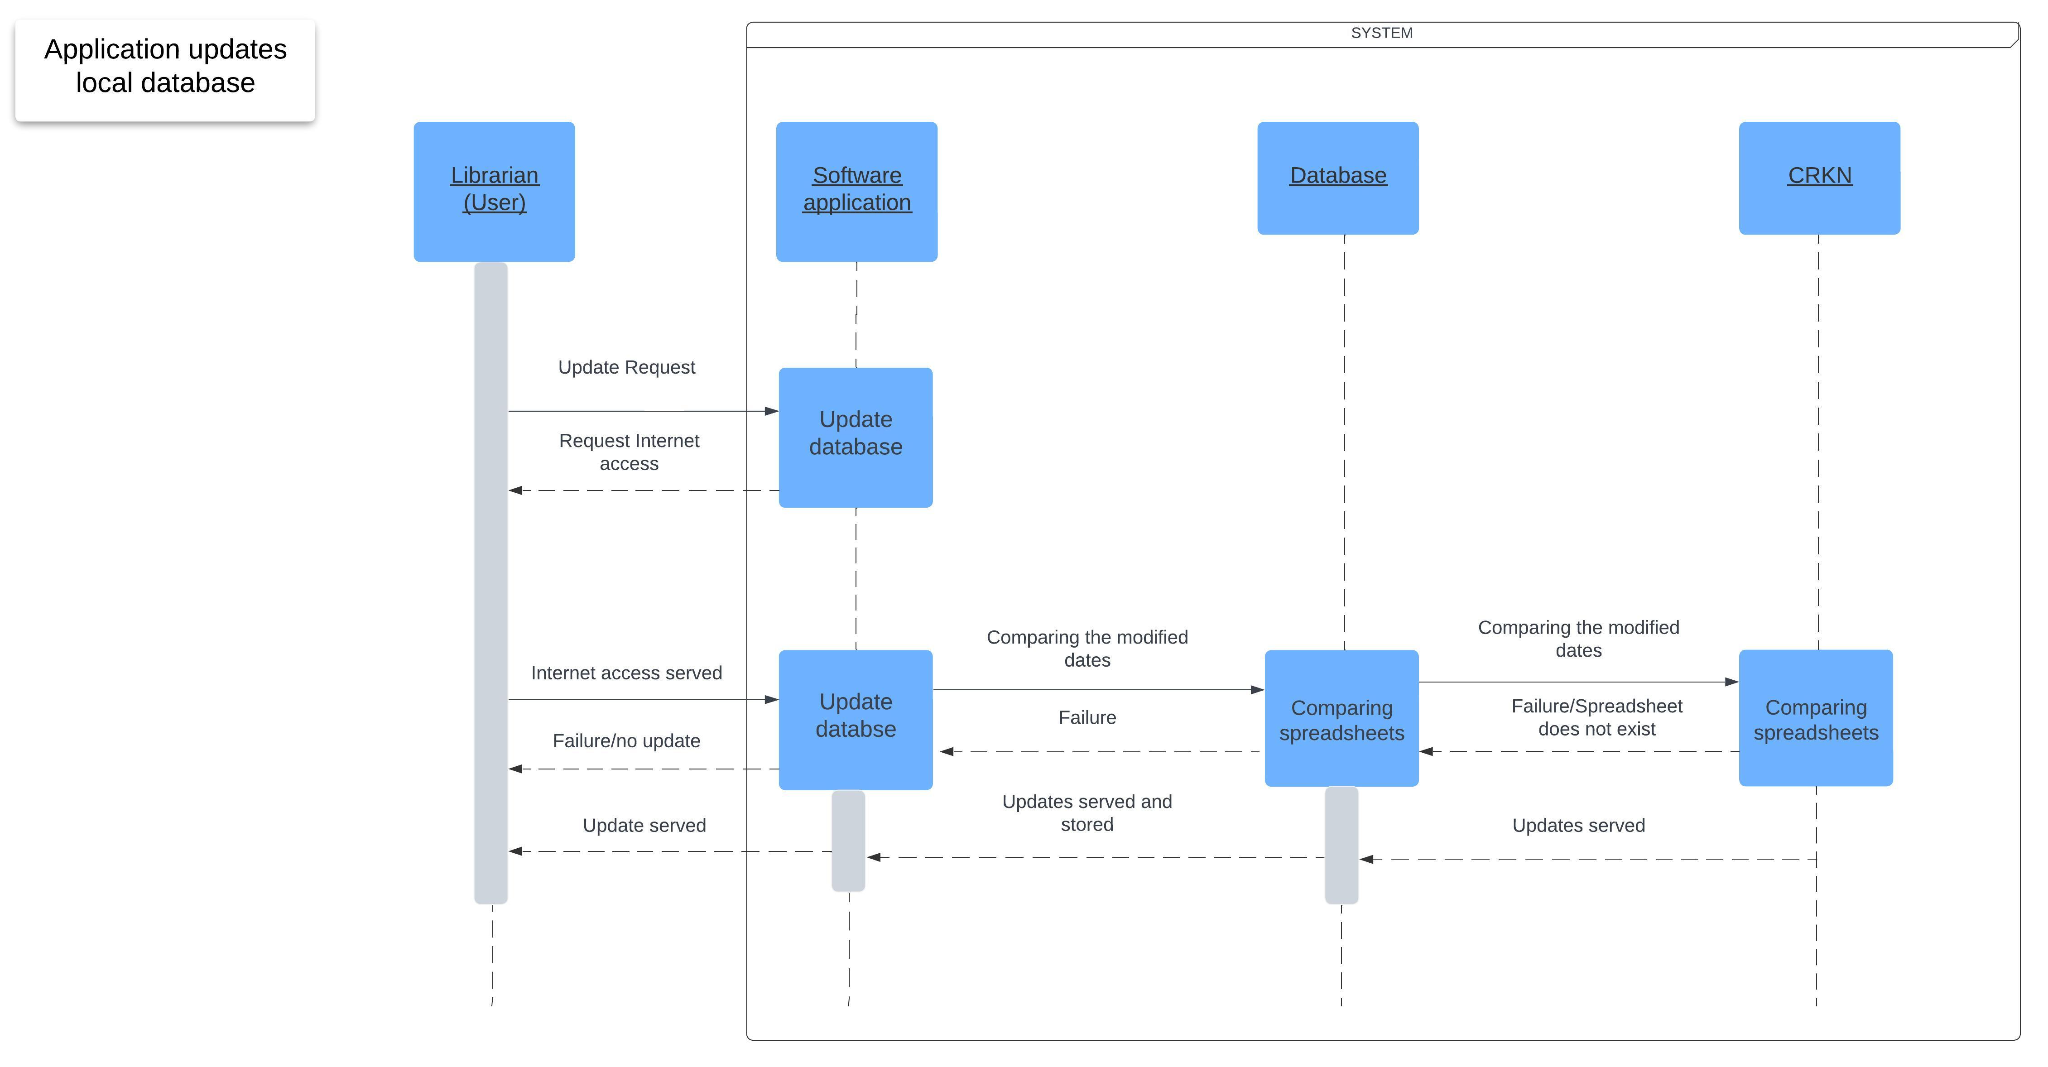 Application updates
local database
SYSTEM
Librarian
(User)
Software
application
Database
CRKN
Update Request
Update
database
Request Internet
access
Comparing the modified
dates
Comparing the modified
dates
Internet access served
Update
databse
Comparing
spreadsheets
Comparing
spreadsheets
Failure
Failure/Spreadsheet
does not exist
Failure/no update
Updates served and
stored
Update served
Updates served